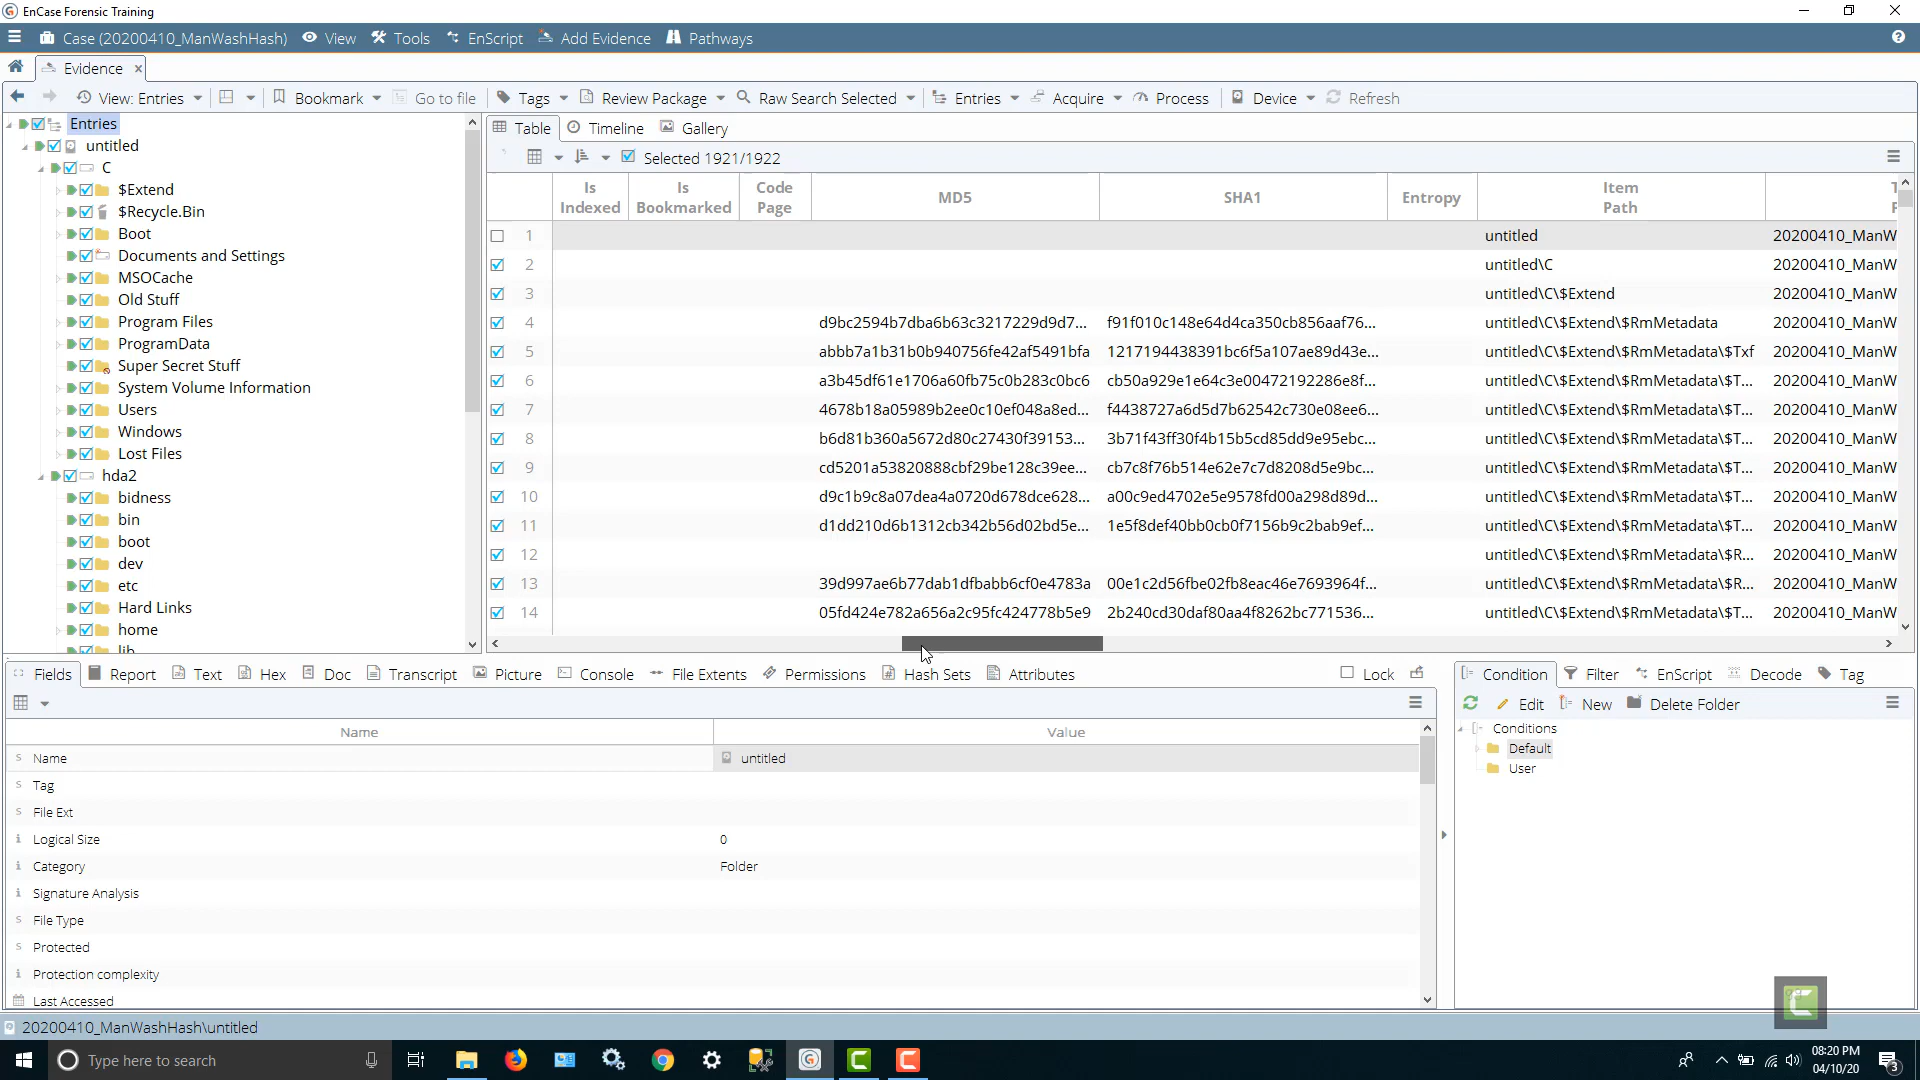 EnCase Forensic Training
Case (20200410_ManWashHash) View Tools EnScript Add Evidence Pathways
Evidence ×
View: Entries Bookmark Go to file Tags Review Package Raw Search Selected Entries Acquire Process Device Refresh
Entries
untitled
C
$Extend
$Recycle.Bin
Boot
Documents and Settings
MSOCache
Old Stuff
Program Files
ProgramData
Super Secret Stuff
System Volume Information
Users
Windows
Lost Files
hda2
bidness
bin
boot
dev
etc
Hard Links
home
lib
Table Timeline Gallery
Selected 1921/1922
Is Indexed Is Bookmarked Code Page MD5 SHA1 Entropy Item Path
1 untitled 20200410_ManW
2 untitled\C 20200410_ManW
3 untitled\C\$Extend 20200410_ManW
4 d9bc2594b7dba6b63c3217229d9d7... f91f010c148e64d4ca350cb856aaf76... untitled\C\$Extend\$RmMetadata 20200410_ManW
5 abbb7a1b31b0b940756fe42af5491bfa 1217194438391bc6f5a107ae89d43e... untitled\C\$Extend\$RmMetadata\$Txf 20200410_ManW
6 a3b45df61e1706a60fb75c0b283c0bc6 cb50a929e1e64c3e00472192286e8f... untitled\C\$Extend\$RmMetadata\$T... 20200410_ManW
7 4678b18a05989b2ee0c10ef048a8ed... f4438727a6d5d7b62542c730e08ee6... untitled\C\$Extend\$RmMetadata\$T... 20200410_ManW
8 b6d81b360a5672d80c27430f39153... 3b71f43ff30f4b15b5cd85dd9e95ebc... untitled\C\$Extend\$RmMetadata\$T... 20200410_ManW
9 cd5201a53820888cbf29be128c39ee... cb7c8f76b514e62e7c7d8208d5e9bc... untitled\C\$Extend\$RmMetadata\$T... 20200410_ManW
10 d9c1b9c8a07dea4a0720d678dce628... a00c9ed4702e5e9578fd00a298d89d... untitled\C\$Extend\$RmMetadata\$T... 20200410_ManW
11 d1dd210d6b1312cb342b56d02bd5e... 1e5f8def40bb0cb0f7156b9c2bab9ef... untitled\C\$Extend\$RmMetadata\$T... 20200410_ManW
12 untitled\C\$Extend\$RmMetadata\$R... 20200410_ManW
13 39d997ae6b77dab1dfbabb6cf0e4783a 00e1c2d56fbe02fb8eac46e7693964f... untitled\C\$Extend\$RmMetadata\$R... 20200410_ManW
14 05fd424e782a656a2c95fc424778b5e9 2b240cd30daf80aa4f8262bc771536... untitled\C\$Extend\$RmMetadata\$T... 20200410_ManW
Fields Report Text Hex Doc Transcript Picture Console File Extents Permissions Hash Sets Attributes Lock
Name Value
Name untitled
Tag
File Ext
Logical Size 0
Category Folder
Signature Analysis
File Type
Protected
Protection complexity
Last Accessed
Condition Filter EnScript Decode Tag
Edit New Delete Folder
Conditions
Default
User
20200410_ManWashHash\untitled
Type here to search
08:20 PM
04/10/20
3